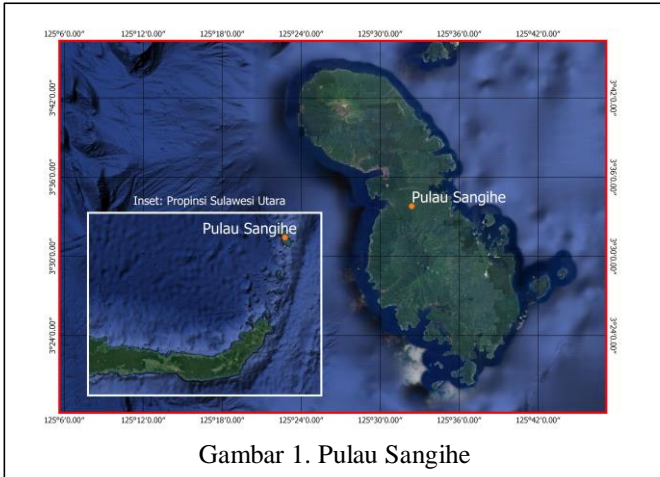 125°6'0.00" 125°12'0.00" 125°18'0.00" 125°24'0.00" 125°30'0.00" 125°36'0.00" 125°42'0.00"
3°42'0.00" 3°42'0.00"
3°36'0.00" 3°36'0.00"
Pulau Sangihe
Inset: Propinsi Sulawesi Utara
Pulau Sangihe
3°30'0.00" 3°30'0.00"
3°24'0.00" 3°24'0.00"
125°6'0.00" 125°12'0.00" 125°18'0.00" 125°24'0.00" 125°30'0.00" 125°36'0.00" 125°42'0.00"
Gambar 1. Pulau Sangihe